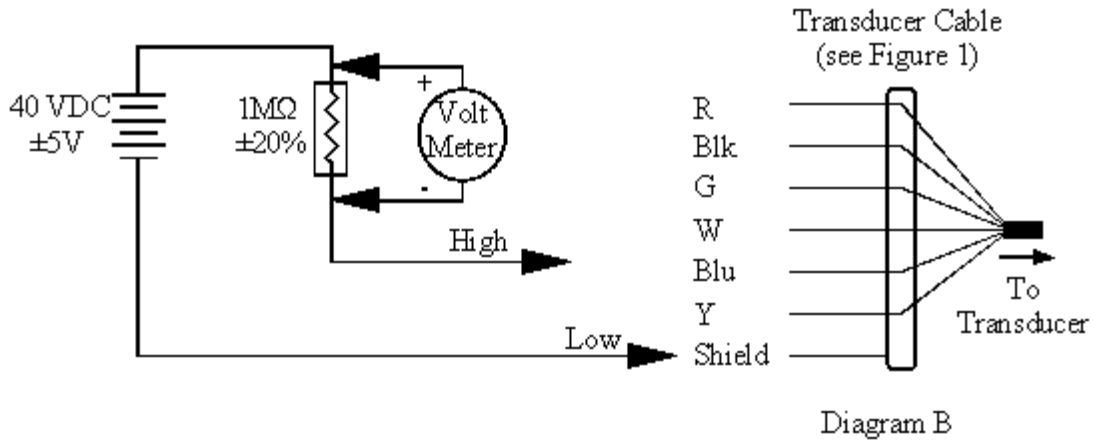 Transducer Cable
(see Figure 1)
40 VDC
±5V
1MΩ
±20%
+
Volt
Meter
-
High
Low
R
Blk
G
W
Blu
Y
Shield
To
Transducer
Diagram B